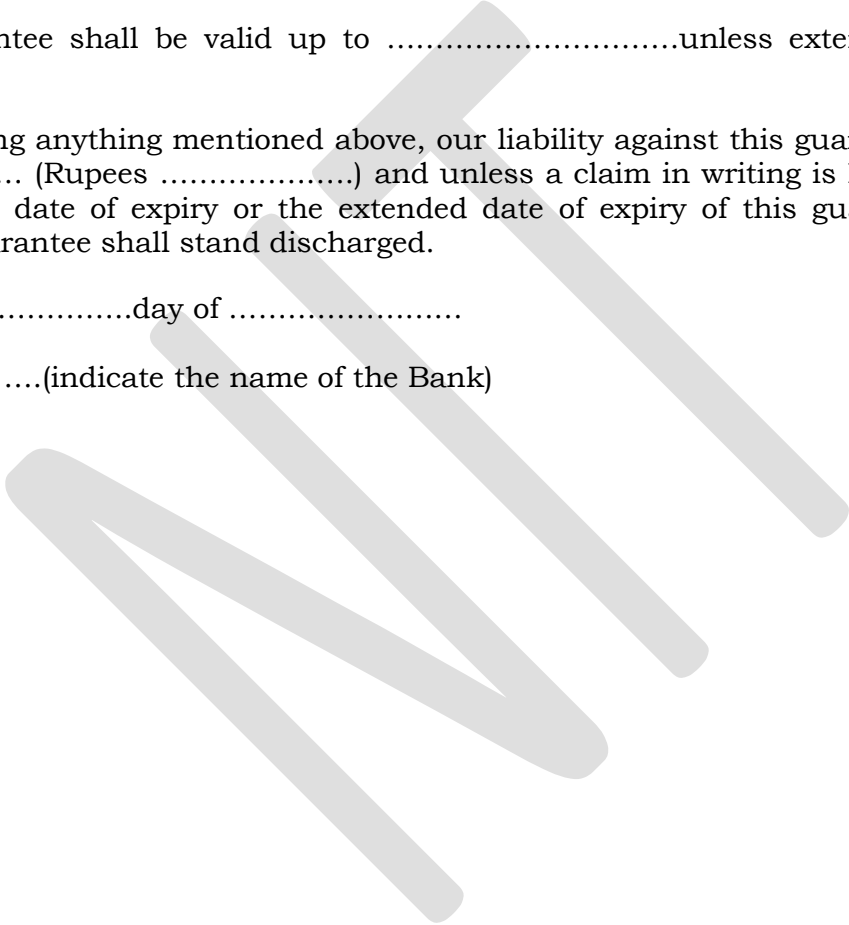 ntee shall be valid up to …………………………unless exte
ng anything mentioned above, our liability against this guar
… (Rupees ………………..) and unless a claim in writing is
date of expiry or the extended date of expiry of this gua
rantee shall stand discharged.
…………..day of ……………………
….(indicate the name of the Bank)
NIT